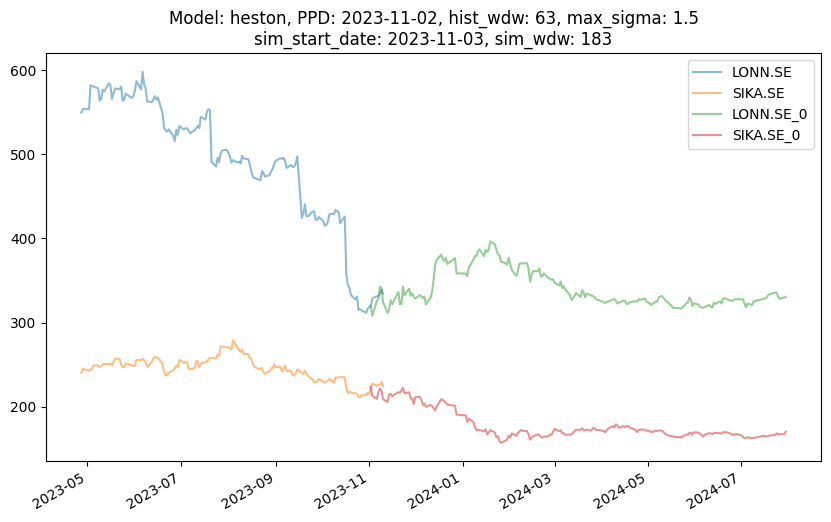 Model: heston, PPD: 2023-11-02, hist_wdw: 63, max_sigma: 1.5
sim_start_date: 2023-11-03, sim_wdw: 183
LONN.SE
SIKA.SE
LONN.SE_0
SIKA.SE_0
600
500
400
300
200
2023-05
2023-07
2023-09
2023-11
2024-01
2024-03
2024-05
2024-07